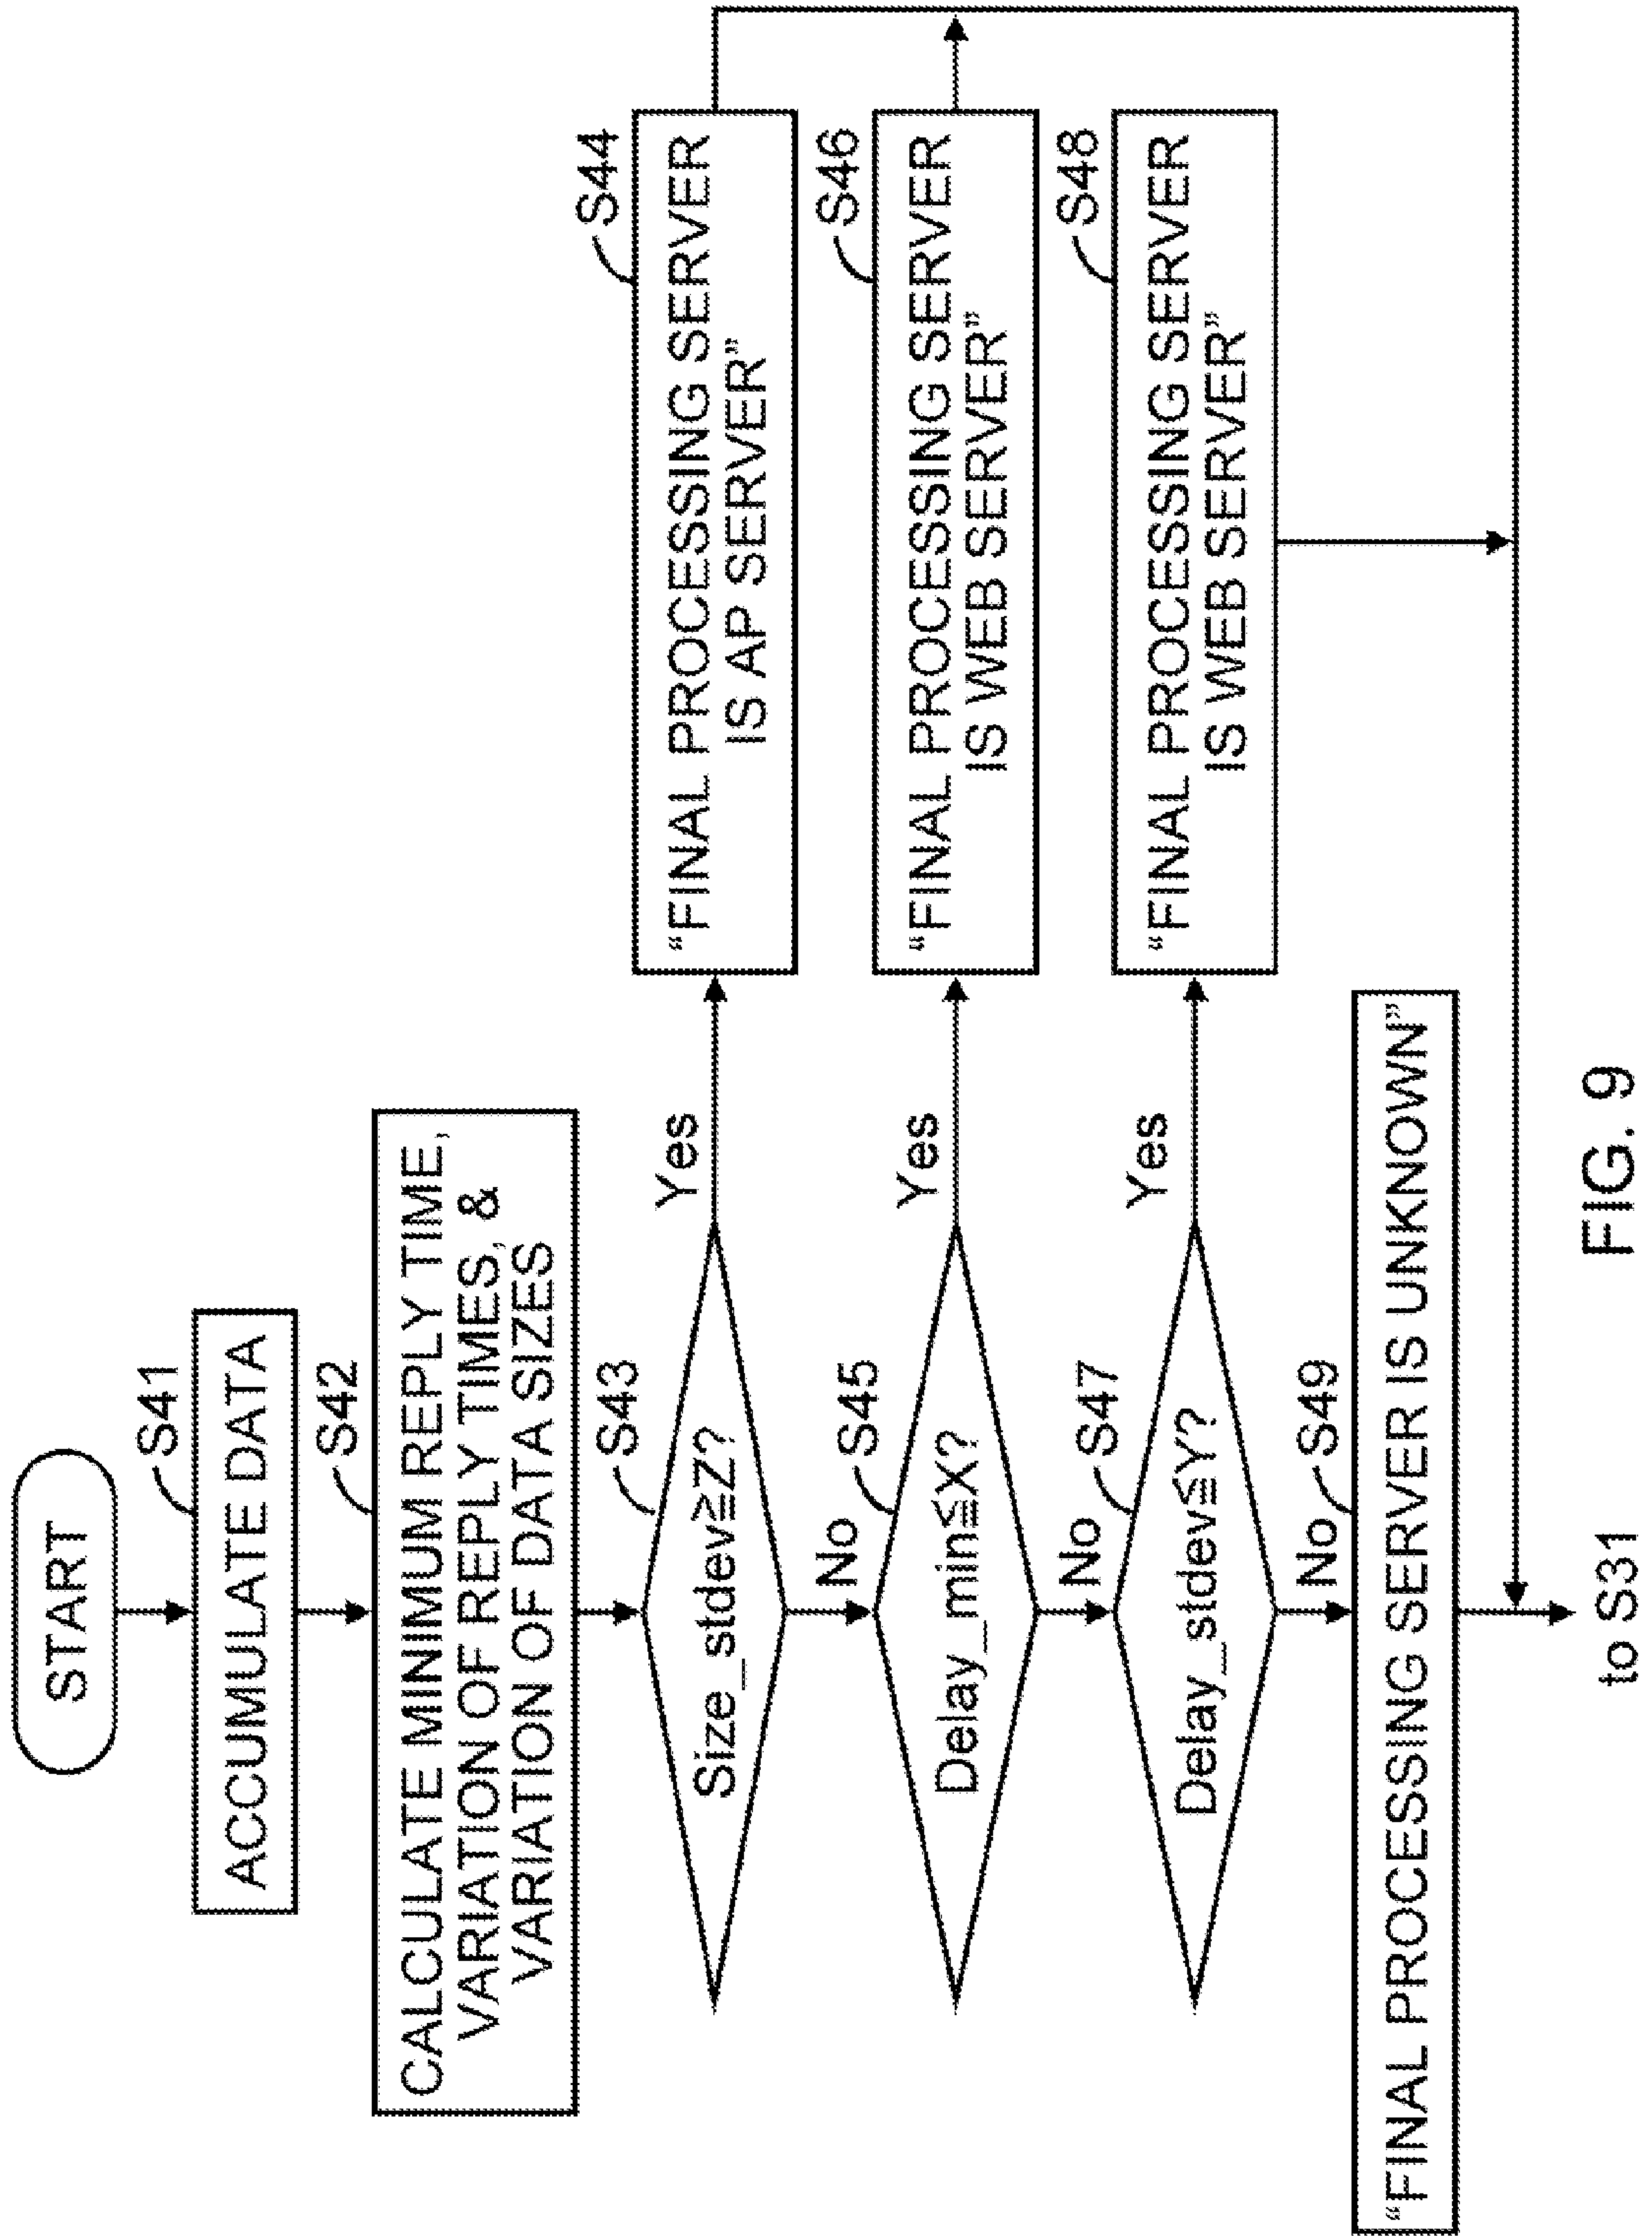 START
S41
ACCUMULATE DATA
S42
CALCULATE MINIMUM REPLY TIME,
VARIATION OF REPLY TIMES, &
VARIATION OF DATA SIZES
S43
Size_stdev≧Z?
Yes
S44
“FINAL PROCESSING SERVER
IS AP SERVER”
No
S45
Delay_min≦X?
Yes
S46
“FINAL PROCESSING SERVER
IS WEB SERVER”
No
S47
Delay_stdev≦Y?
Yes
S48
“FINAL PROCESSING SERVER
IS WEB SERVER”
No
S49
“FINAL PROCESSING SERVER IS UNKNOWN”
to S31
FIG. 9